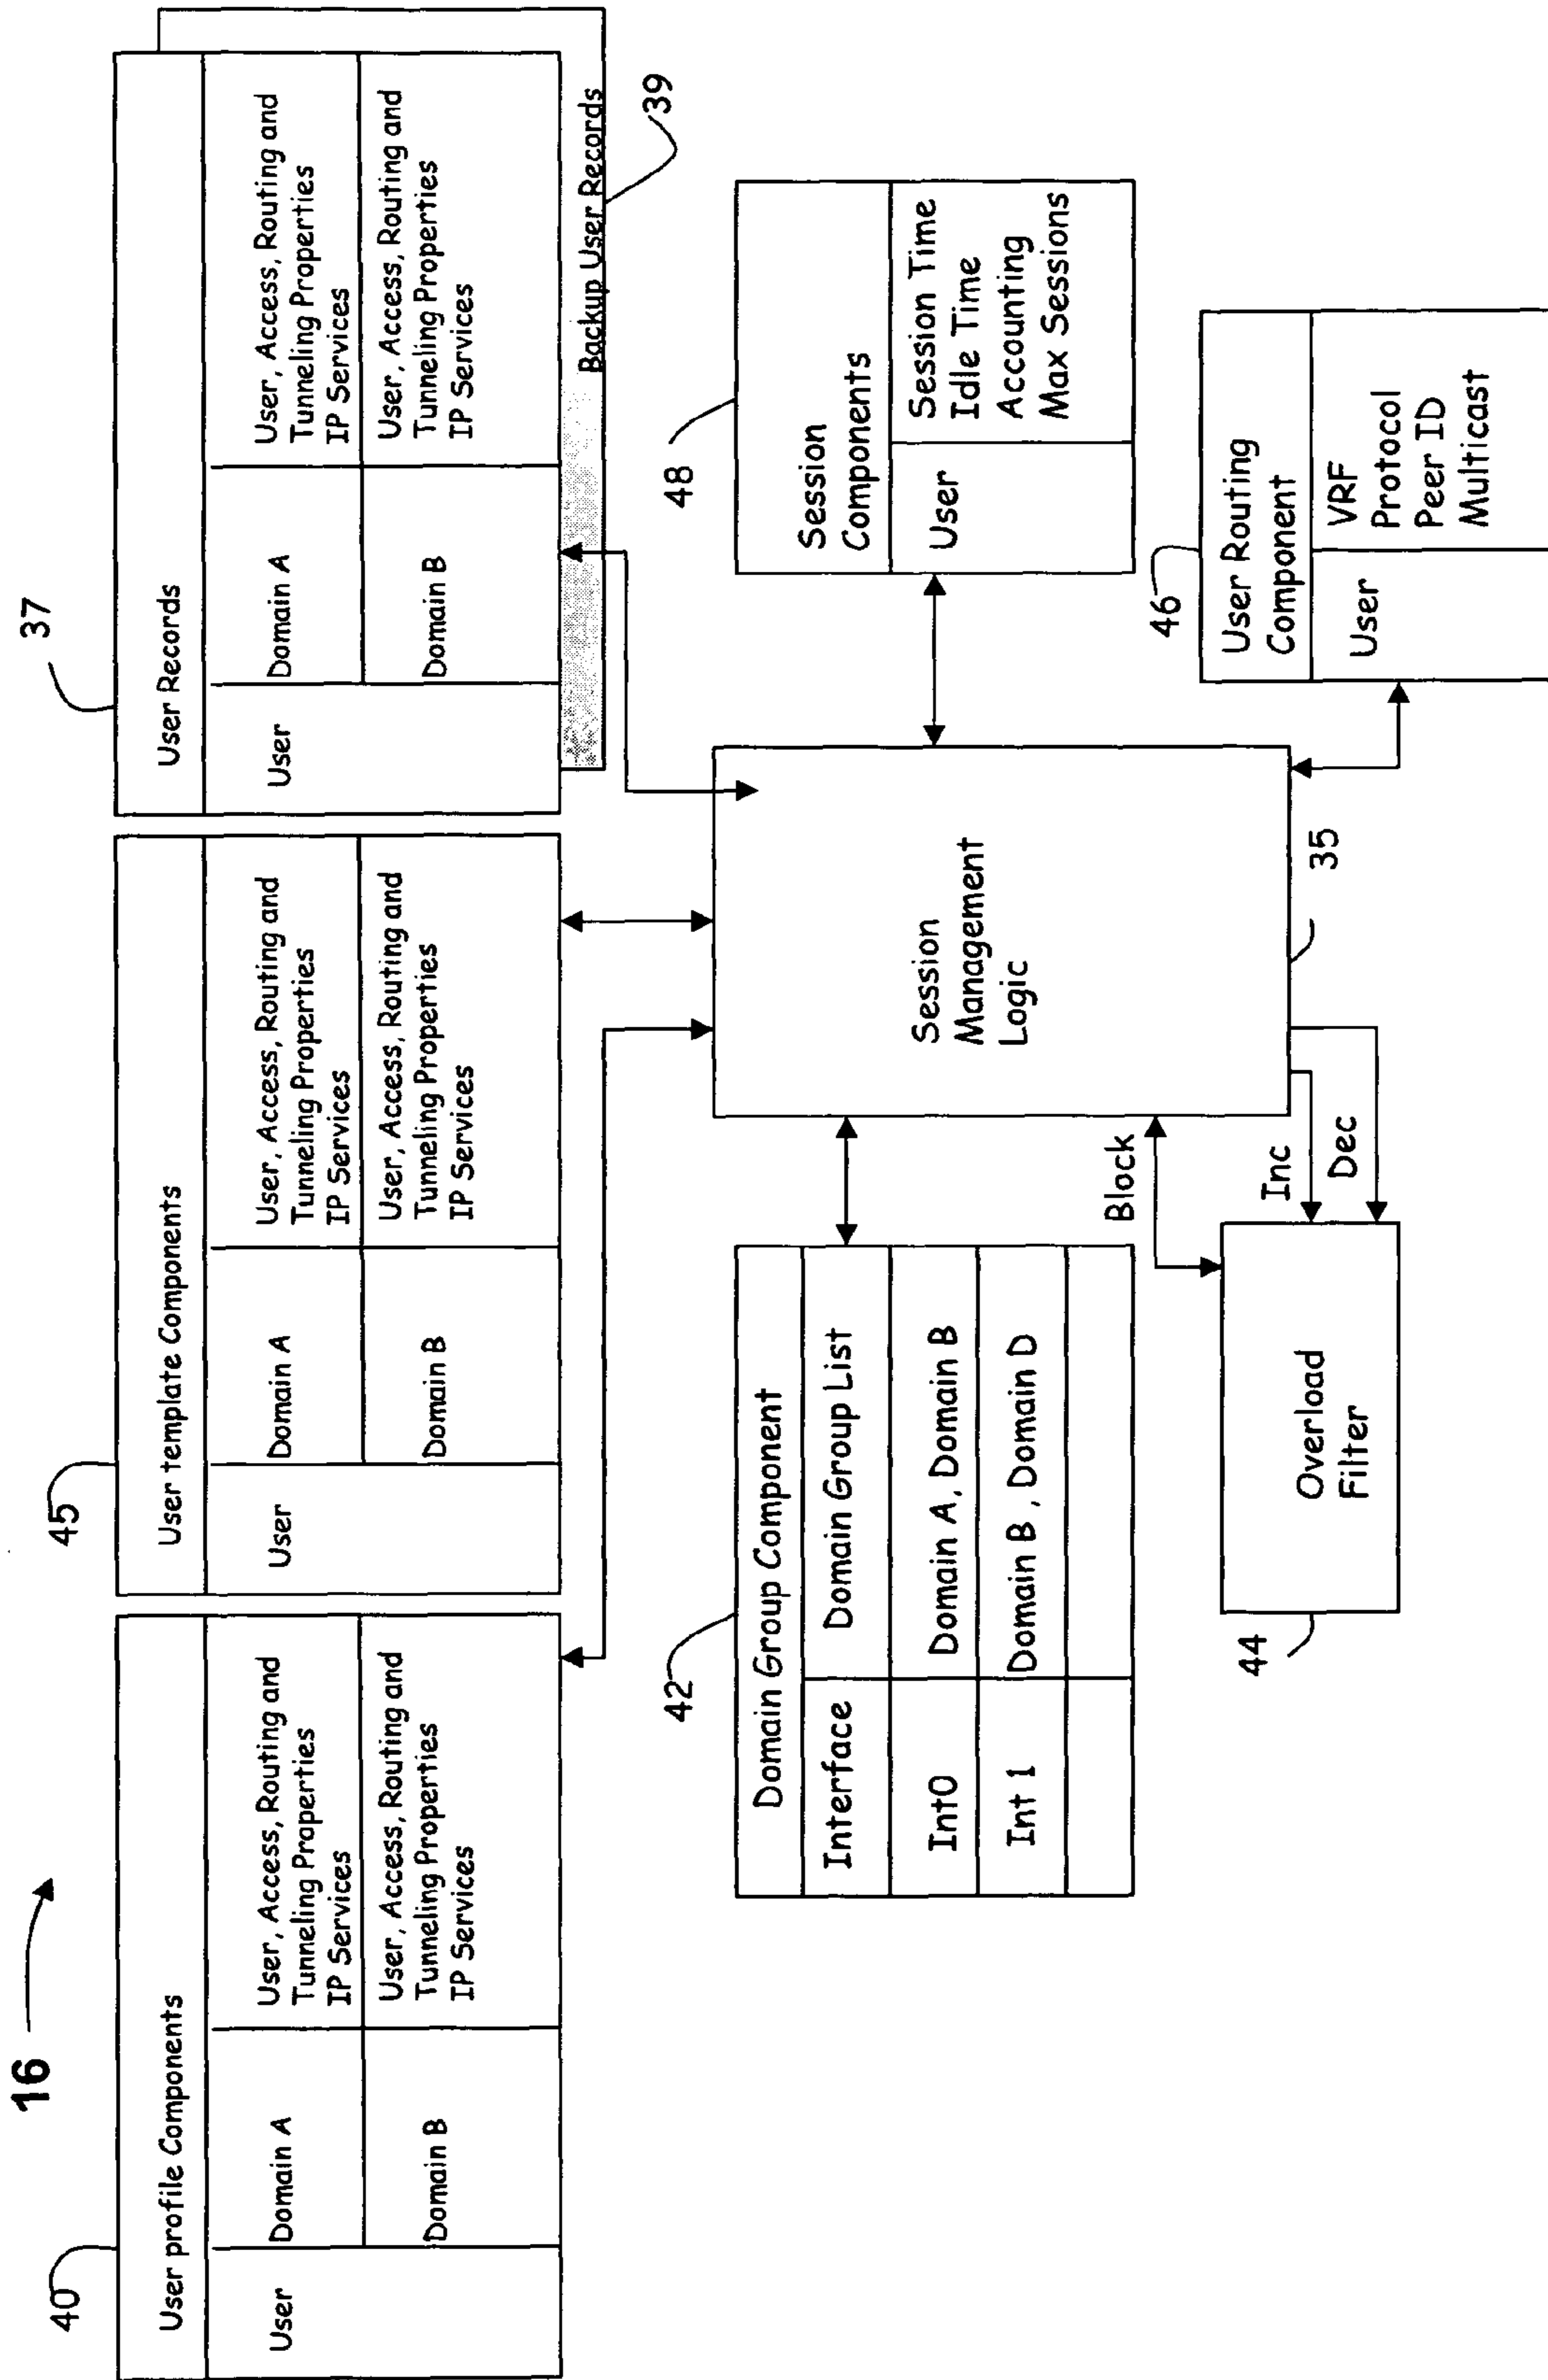 16
40
User profile Components
User
Domain A
User, Access, Routing and
Tunneling Properties
IP Services
Domain B
User, Access, Routing and
Tunneling Properties
IP Services
45
User template Components
User
Domain A
User, Access, Routing and
Tunneling Properties
IP Services
Domain B
User, Access, Routing and
Tunneling Properties
IP Services
37
User Records
User
Domain A
User, Access, Routing and
Tunneling Properties
IP Services
Domain B
User, Access, Routing and
Tunneling Properties
IP Services
Backup User Records
39
42
Domain Group Component
Interface
Domain Group List
Int0
Domain A, Domain B
Int 1
Domain B, Domain D
Session
Management
Logic
35
48
Session
Components
User
Session Time
Idle Time
Accounting
Max Sessions
Block
Inc
Dec
Overload
Filter
44
46
User Routing
Component
User
VRF
Protocol
Peer ID
Multicast